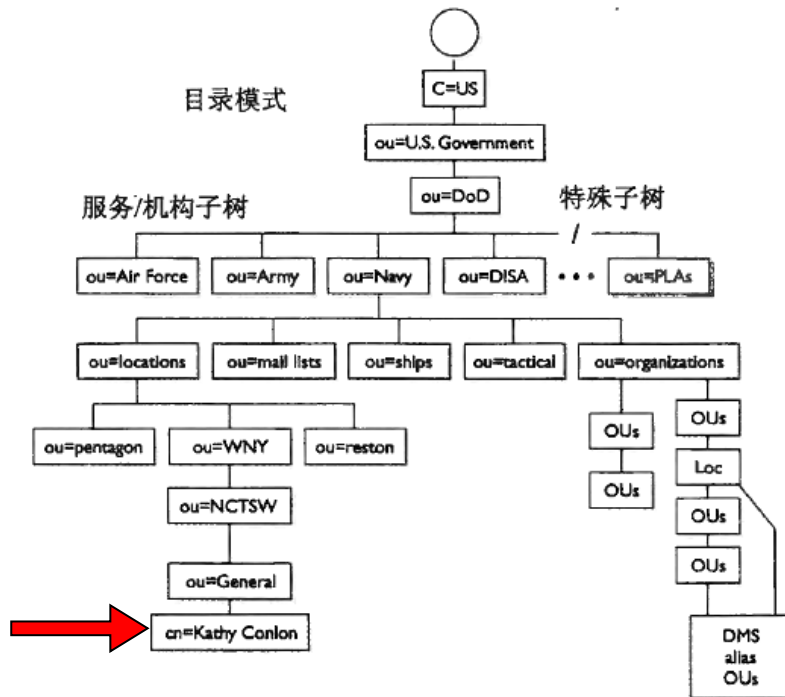 C=US
目录模式
ou=U.S. Government
ou=DoD
服务/机构子树
特殊子树
/
ou=Air Force
ou=Army
ou=Navy
ou=DISA
•••
ou=PLAs
ou=locations
ou=mail lists
ou=ships
ou=tactical
ou=organizations
ou=pentagon
ou=WNY
ou=reston
OUs
OUs
OUs
Loc
ou=NCTSW
OUs
OUs
ou=General
cn=Kathy Conlon
DMS
alias
OUs